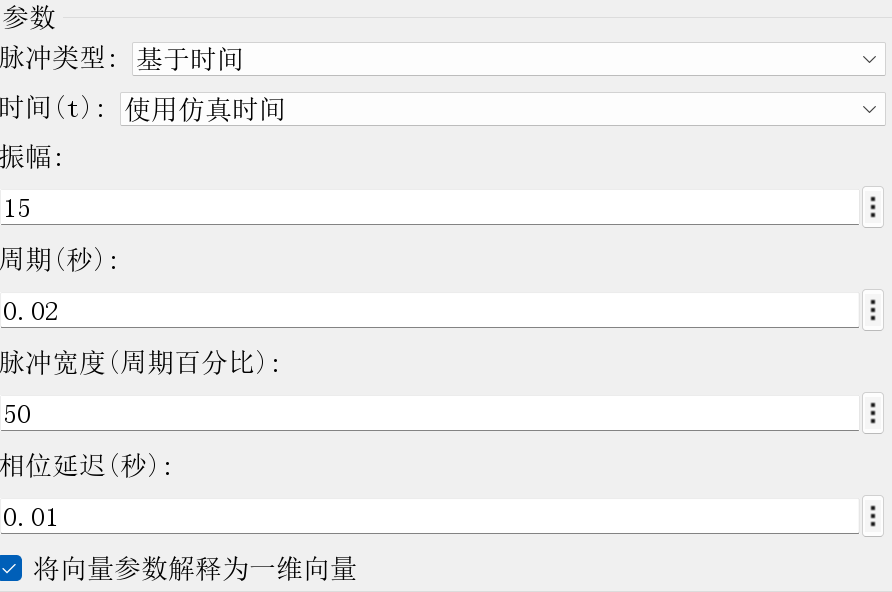 参数
脉冲类型: 基于时间
时间(t): 使用仿真时间
振幅:
15
周期(秒):
0.02
脉冲宽度(周期百分比):
50
相位延迟(秒):
0.01
将向量参数解释为一维向量